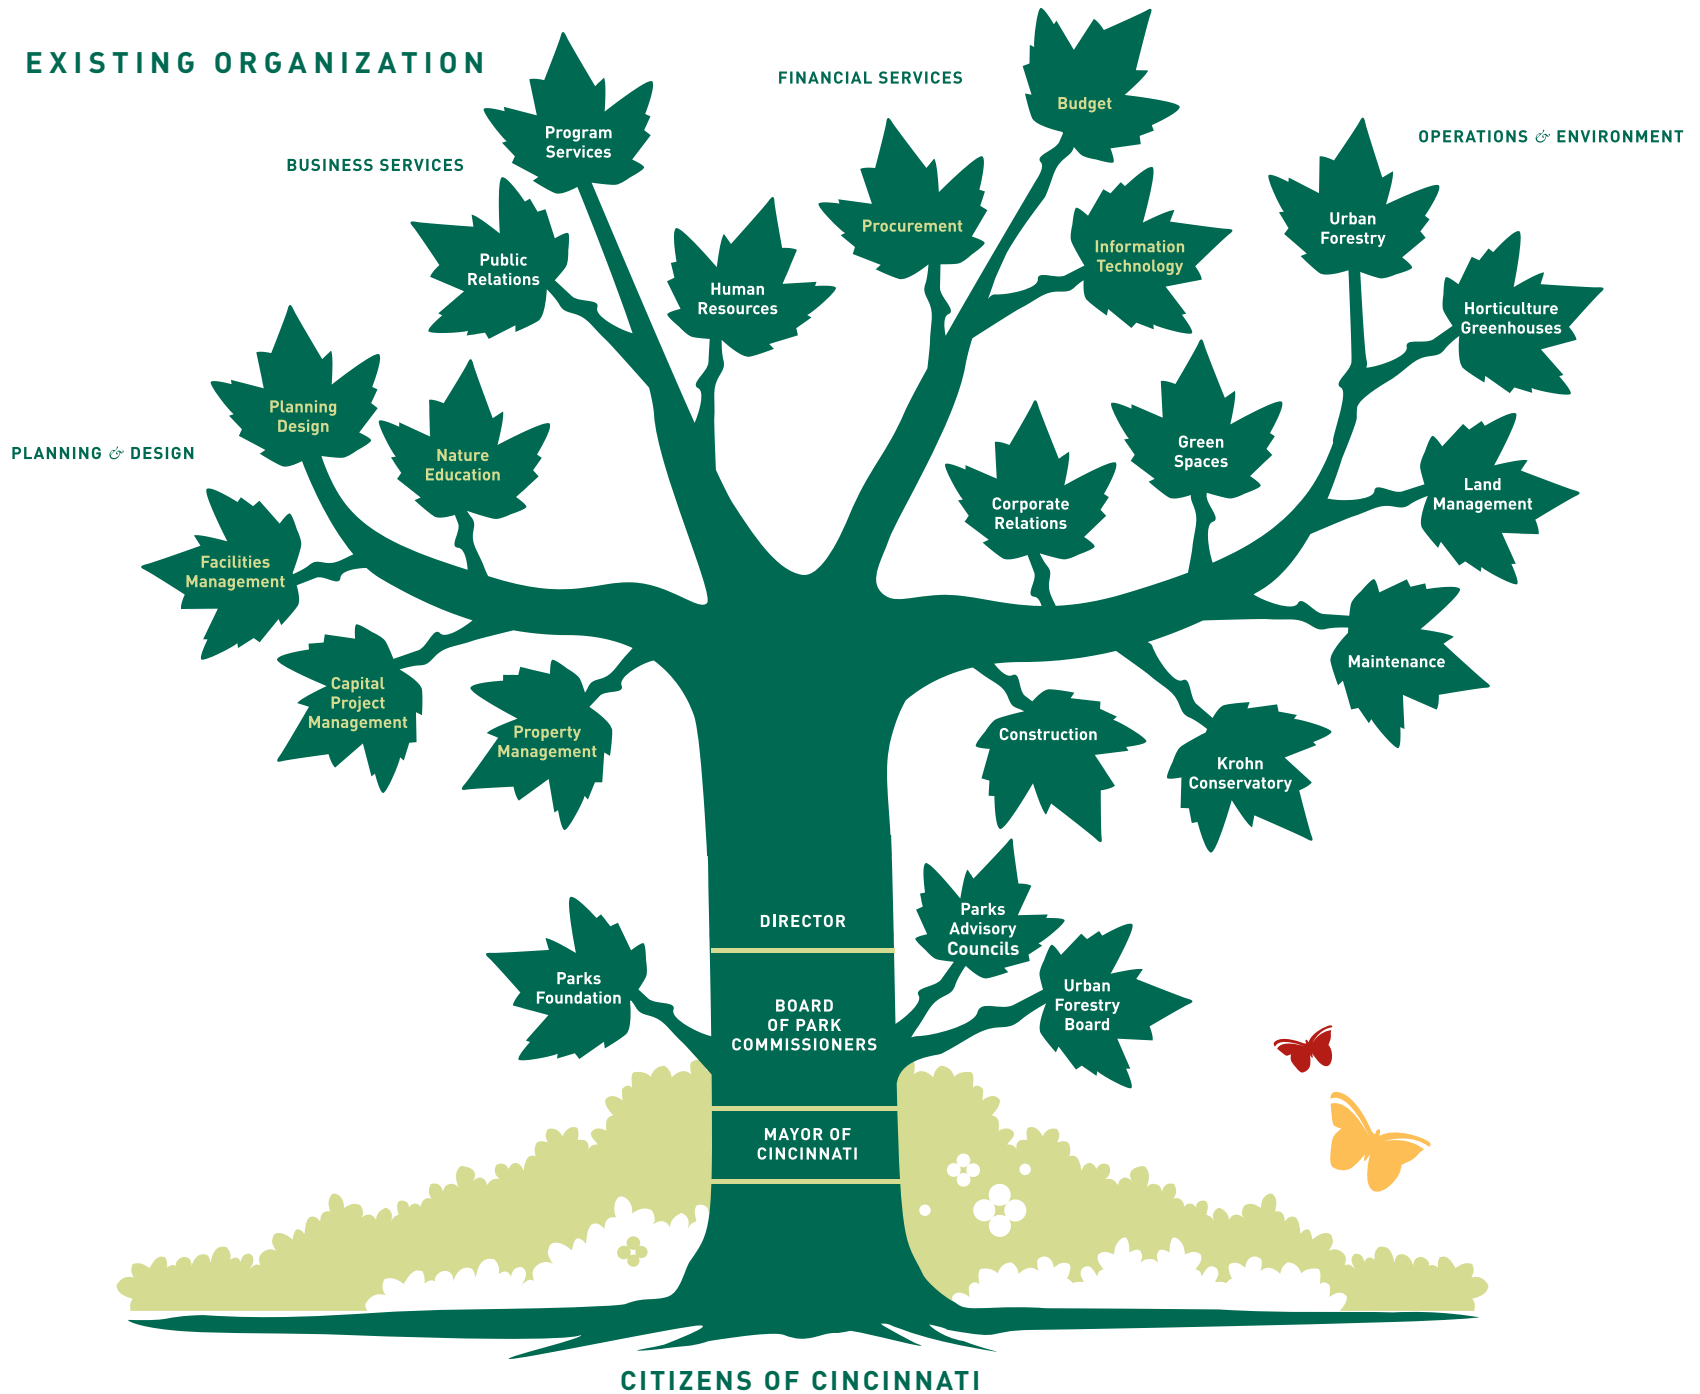 EXISTING ORGANIZATION
FINANCIAL SERVICES
BUSINESS SERVICES
OPERATIONS & ENVIRONMENT
PLANNING & DESIGN
Program
Services
Public
Relations
Human
Resources
Budget
Procurement
Information
Technology
Urban
Forestry
Horticulture
Greenhouses
Planning
Design
Nature
Education
Facilities
Management
Capital
Project
Management
Property
Management
Corporate
Relations
Green
Spaces
Land
Management
Maintenance
Construction
Krohn
Conservatory
DIRECTOR
Parks
Advisory
Councils
Parks
Foundation
Urban
Forestry
Board
BOARD
OF PARK
COMMISSIONERS
MAYOR OF
CINCINNATI
CITIZENS OF CINCINNATI